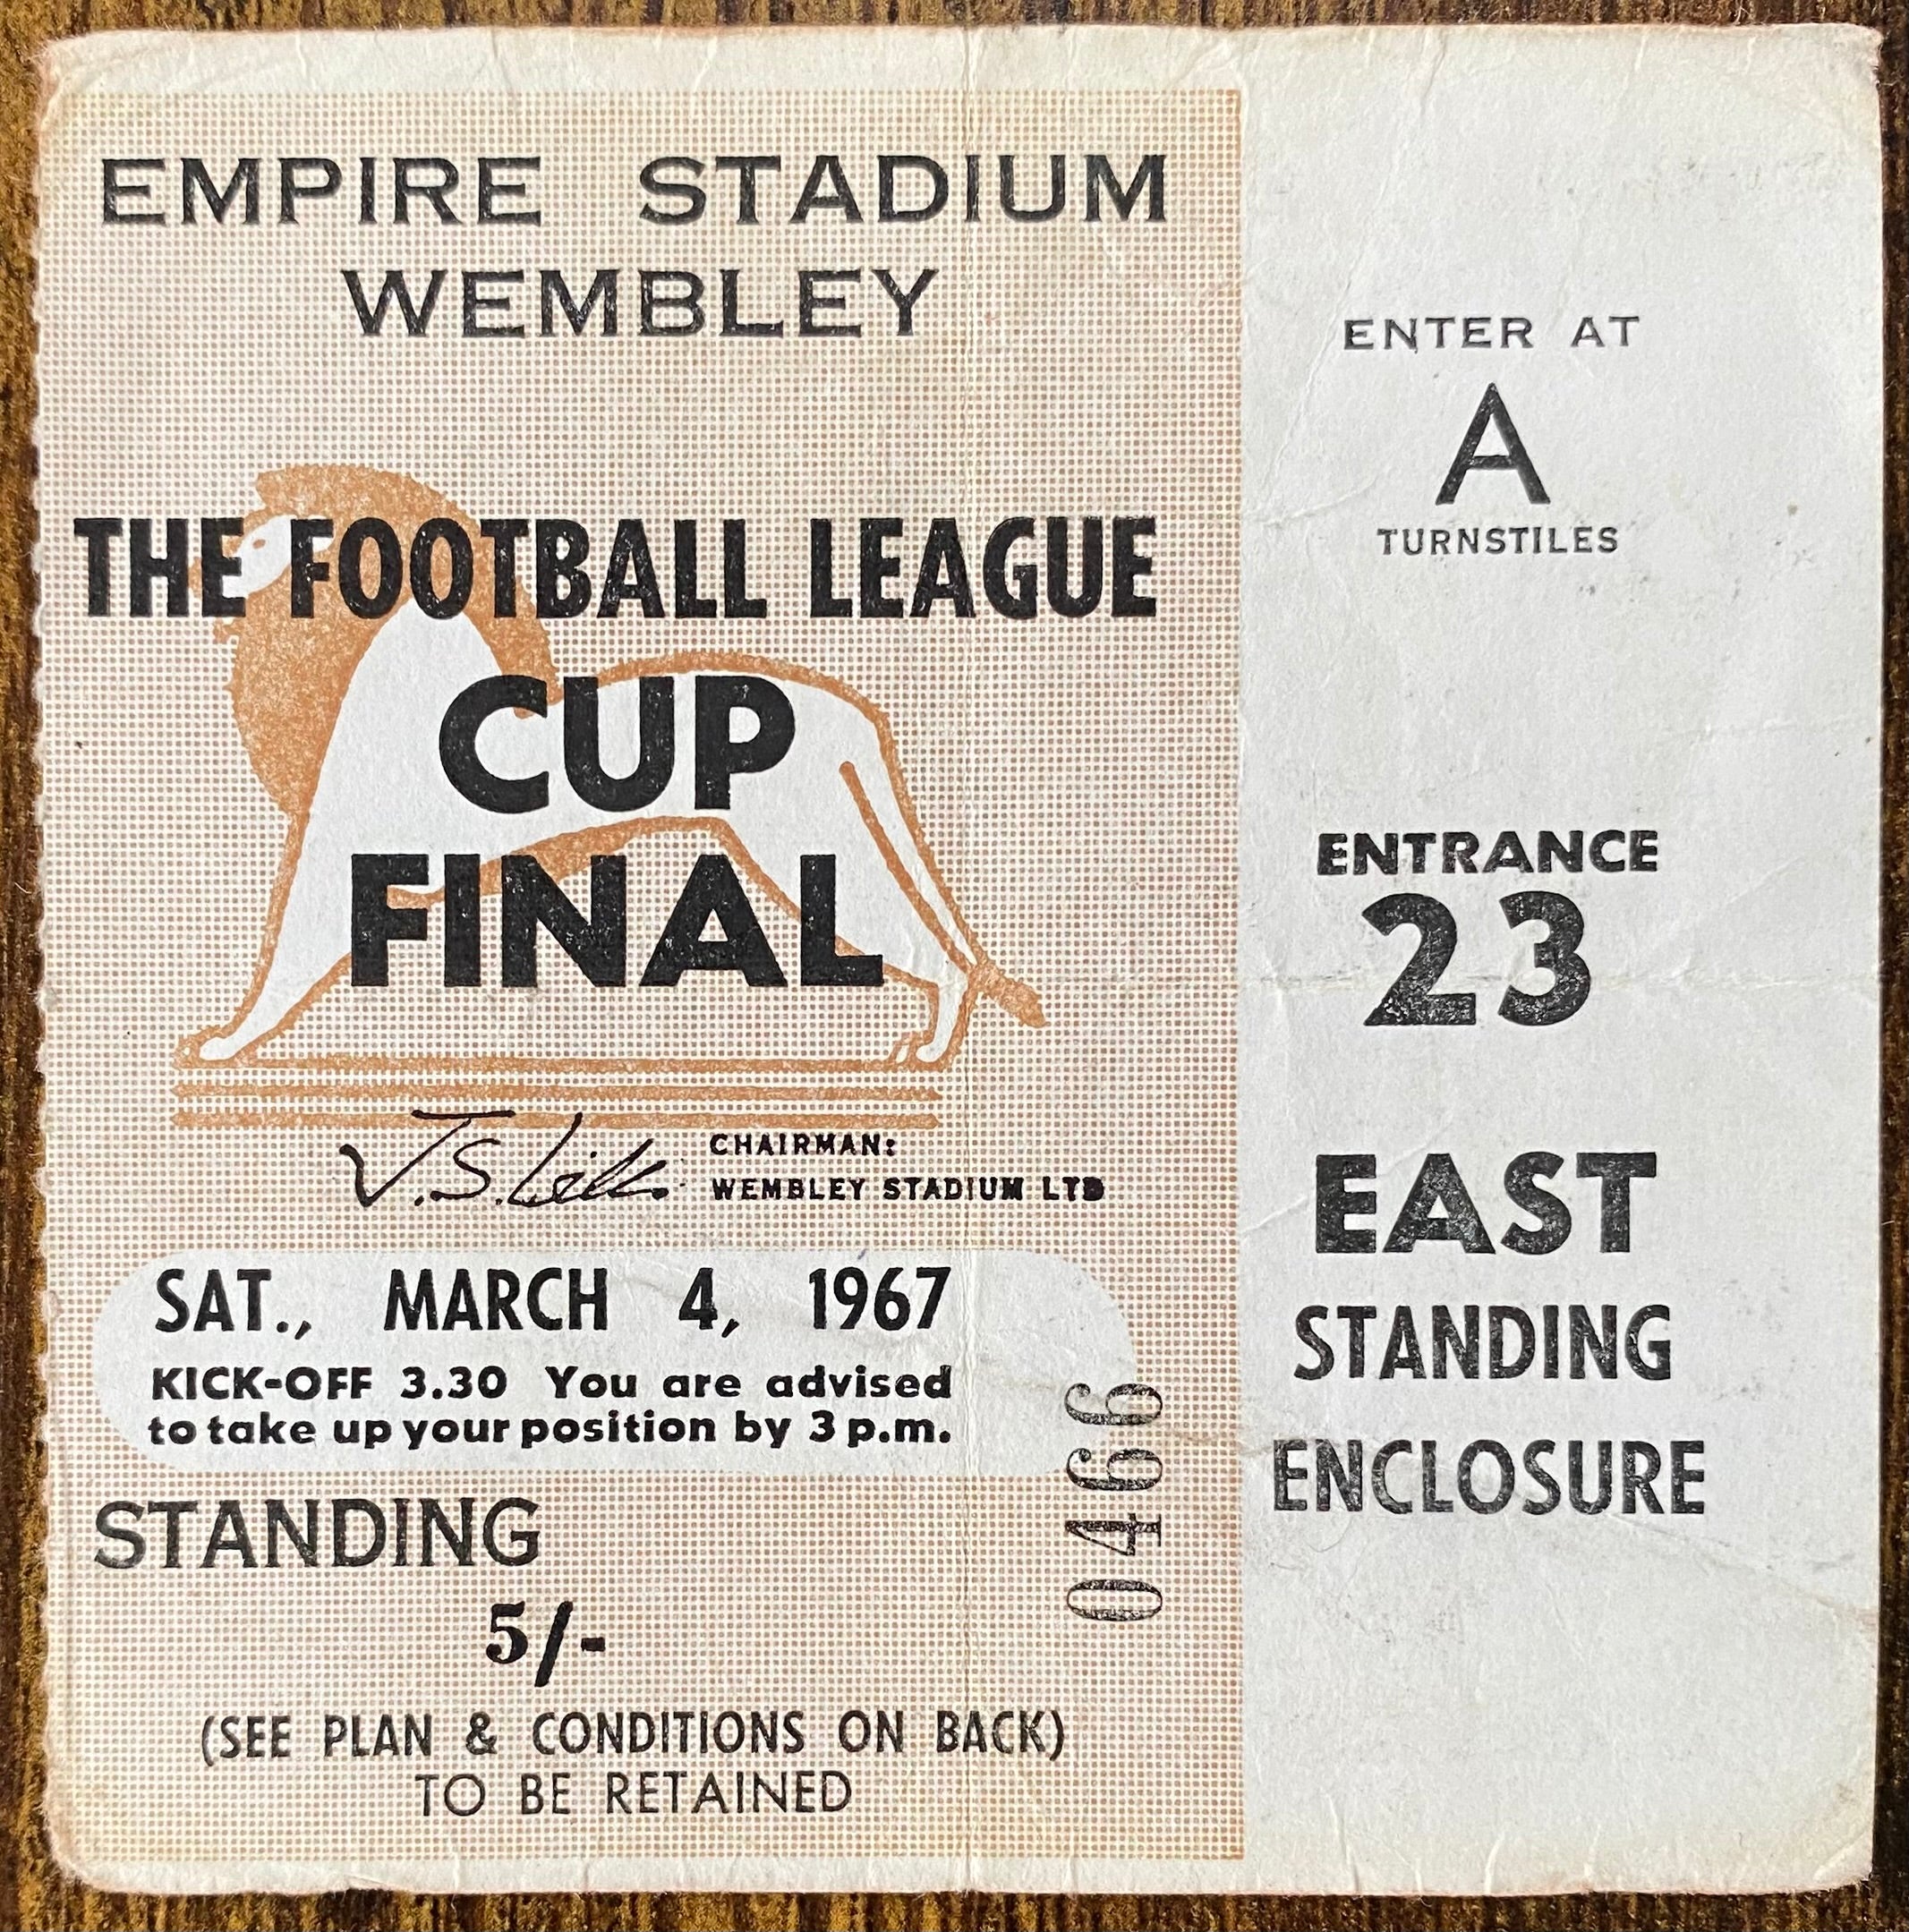 EMPIRE STADIUM
WEMBLEY
THE FOOTBALL LEAGUE
CUP
FINAL
J.S.
CHAIRMAN:
WEMBLEY STADIUM LTD
SAT., MARCH 4, 1967
KICK-OFF 3.30 You are advised
to take up your position by 3 p.m.
STANDING
5/-
0466
(SEE PLAN & CONDITIONS ON BACK)
TO BE RETAINED
ENTER AT
A
TURNSTILES
ENTRANCE
23
EAST
STANDING
ENCLOSURE